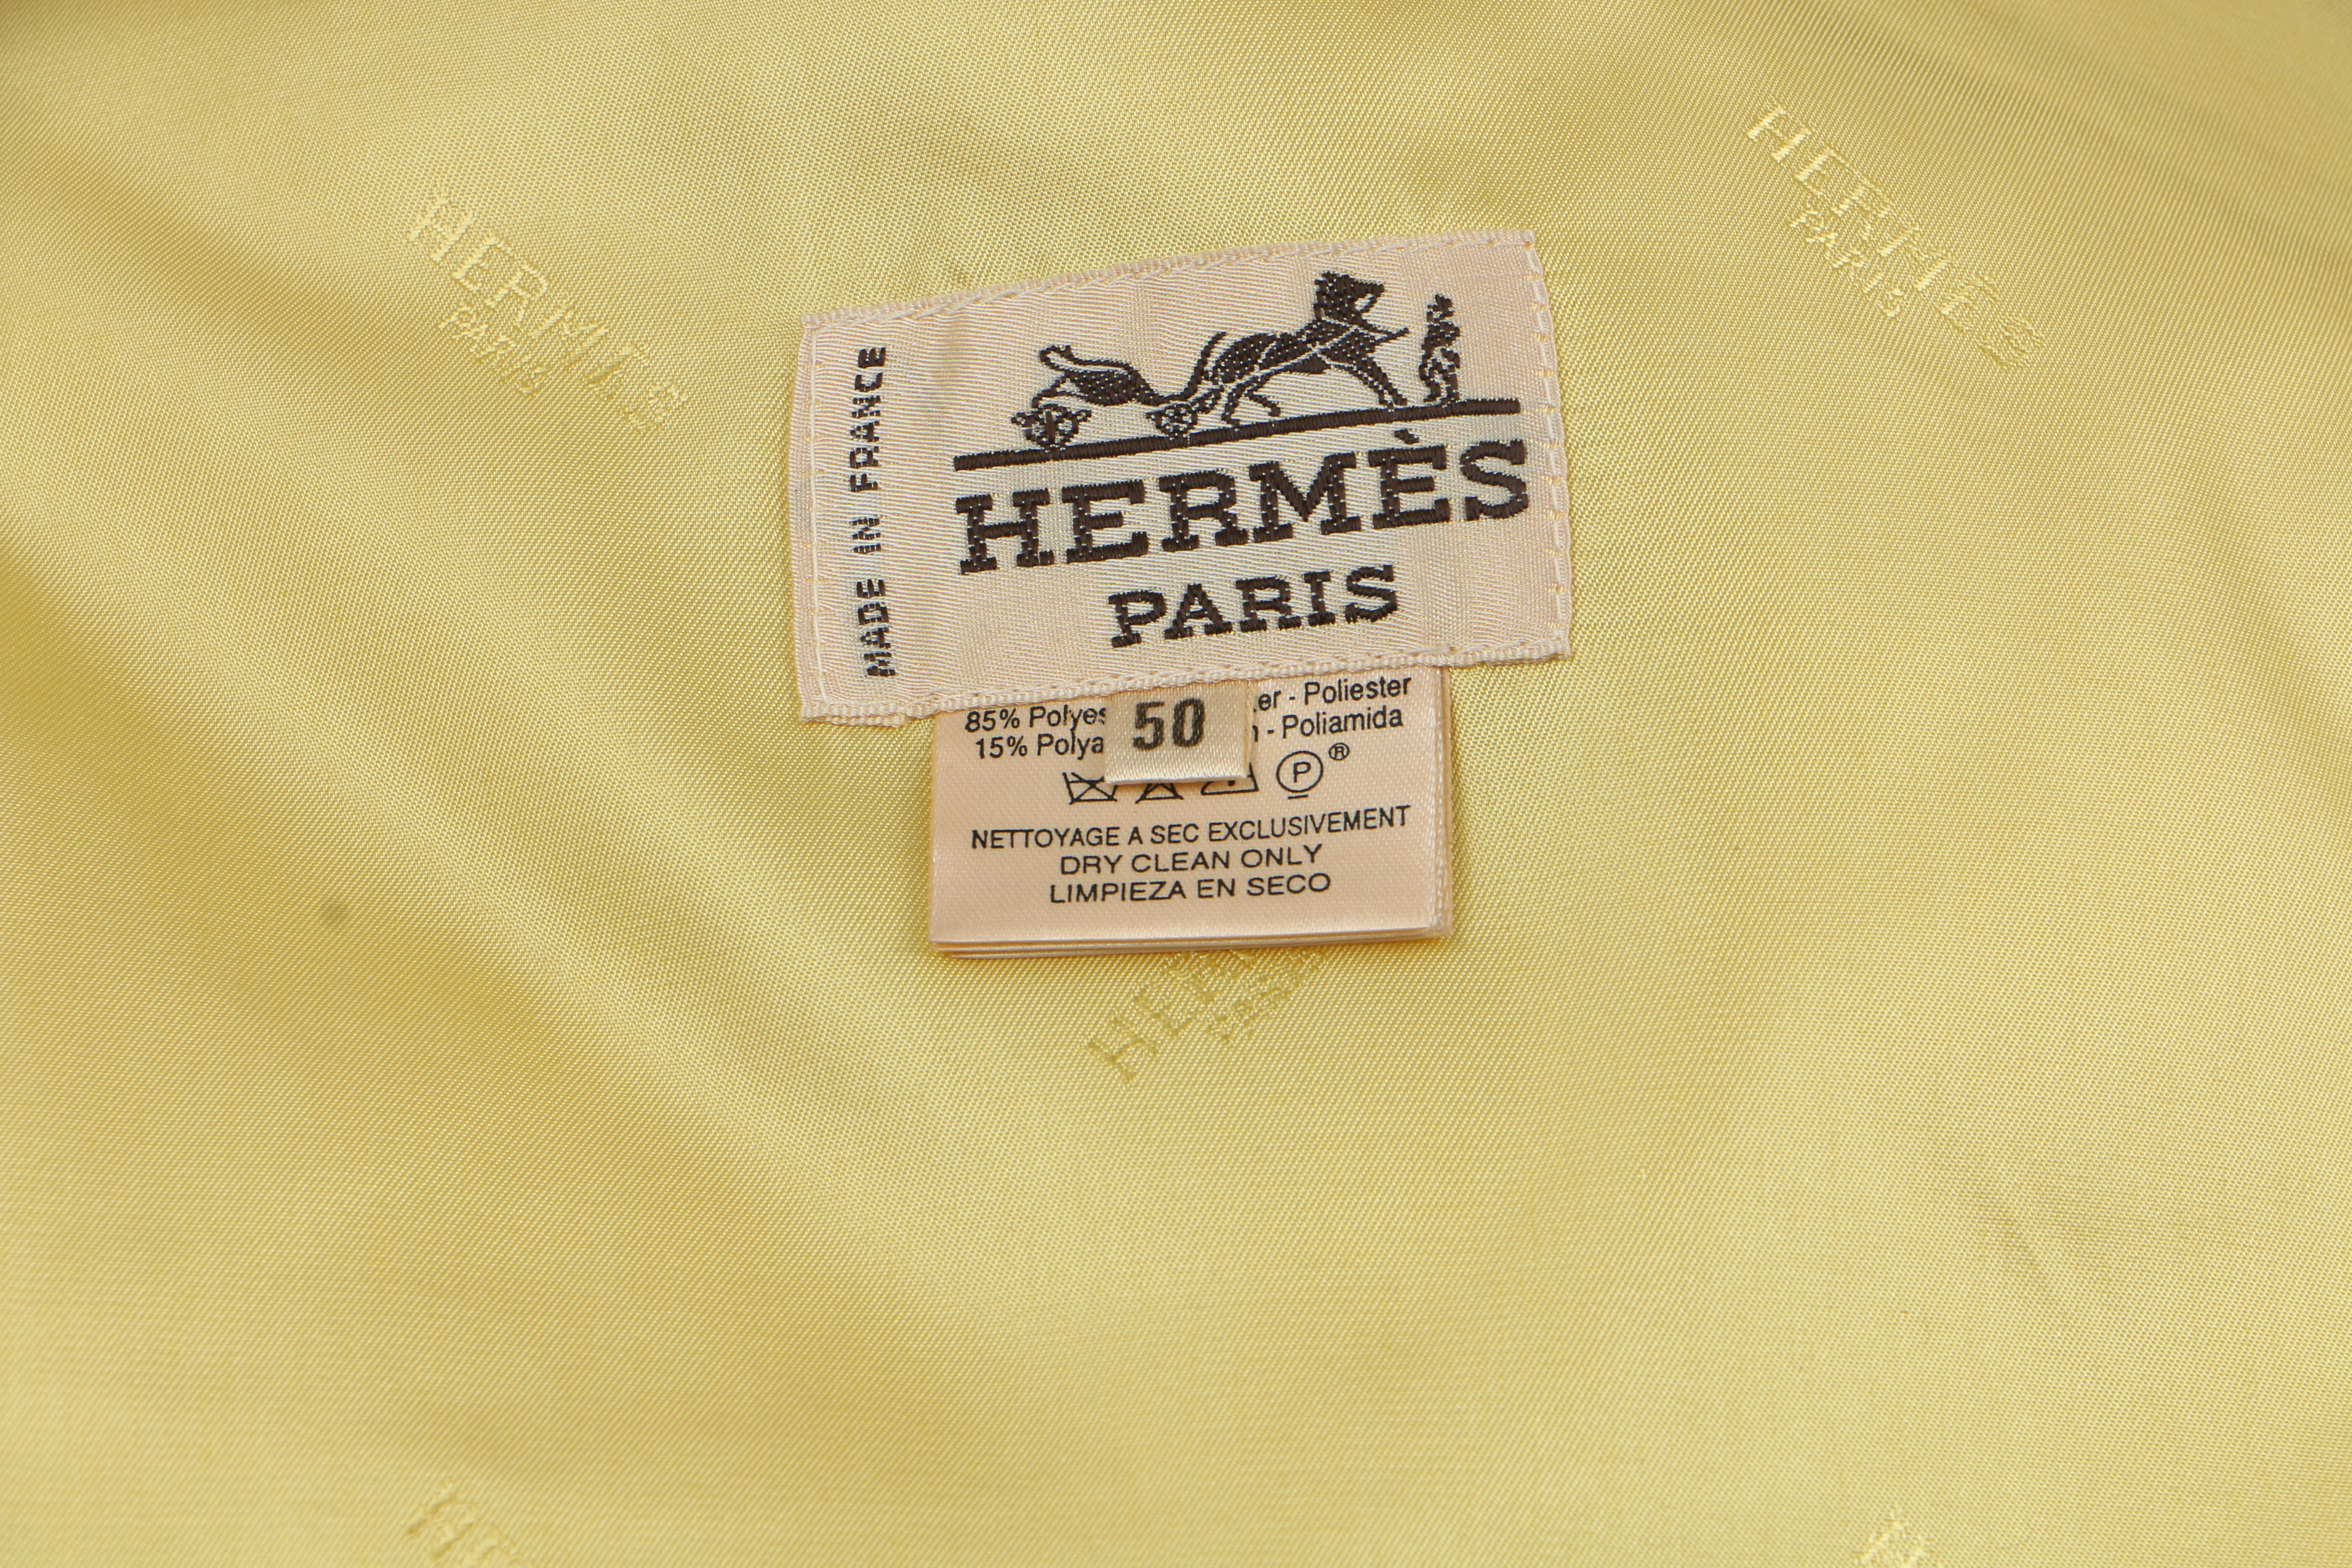 HERMÈS
PARIS
HERMÈS
PARIS
MADE IN FRANCE
HERMÈS
PARIS
85% Polyes er - Poliester
50
15% Polya n - Poliamida
P ®
NETTOYAGE A SEC EXCLUSIVEMENT
DRY CLEAN ONLY
LIMPIEZA EN SECO
HER